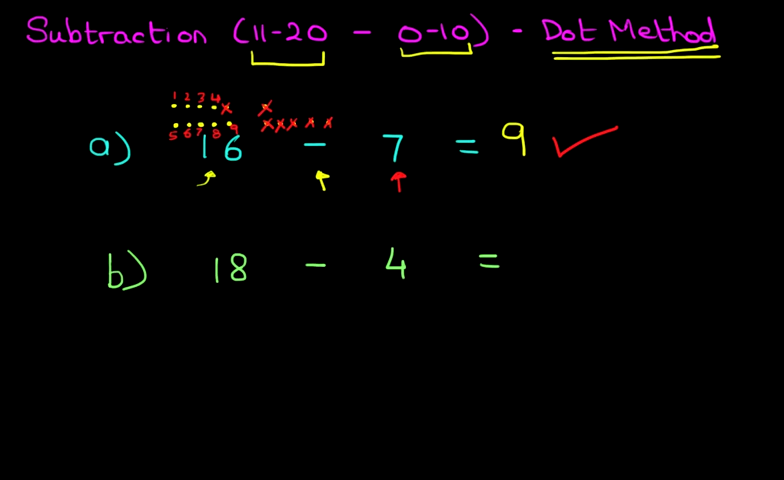 Subtraction (11-20 - 0-10) - Dot Method
1 2 3 4
5 6 7 8 9
a) 16 - 7 = 9
b) 18 - 4 =